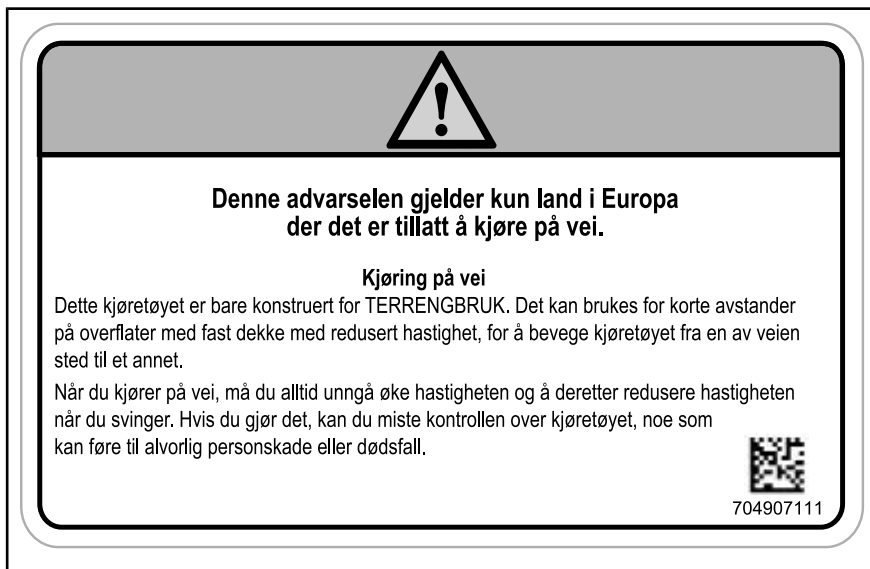 Denne advarselen gjelder kun land i Europa
der det er tillatt å kjøre på vei.
Kjøring på vei
Dette kjøretøyet er bare konstruert for TERRENGBRUK. Det kan brukes for korte avstander
på overflater med fast dekke med redusert hastighet, for å bevege kjøretøyet fra en av veien
sted til et annet.
Når du kjører på vei, må du alltid unngå øke hastigheten og å deretter redusere hastigheten
når du svinger. Hvis du gjør det, kan du miste kontrollen over kjøretøyet, noe som
kan føre til alvorlig personskade eller dødsfall.
704907111